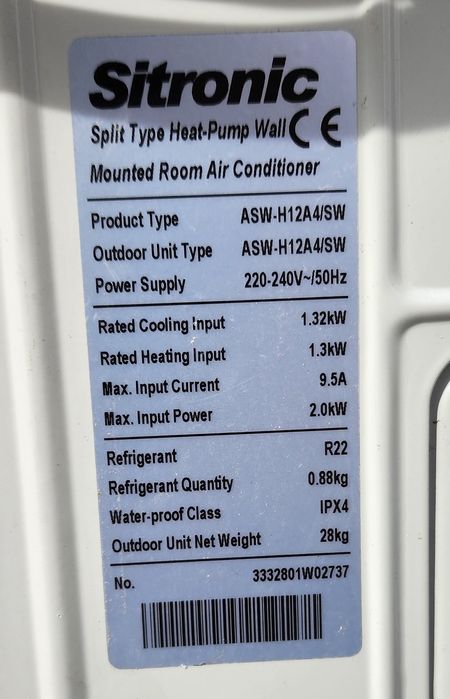 Sitronic
Split Type Heat-Pump Wall CE
Mounted Room Air Conditioner
Product Type ASW-H12A4/SW
Outdoor Unit Type ASW-H12A4/SW
Power Supply 220-240V~/50Hz
Rated Cooling Input 1.32kW
Rated Heating Input 1.3kW
Max. Input Current 9.5A
Max. Input Power 2.0kW
Refrigerant R22
Refrigerant Quantity 0.88kg
Water-proof Class IPX4
Outdoor Unit Net Weight 28kg
No. 3332801W02737